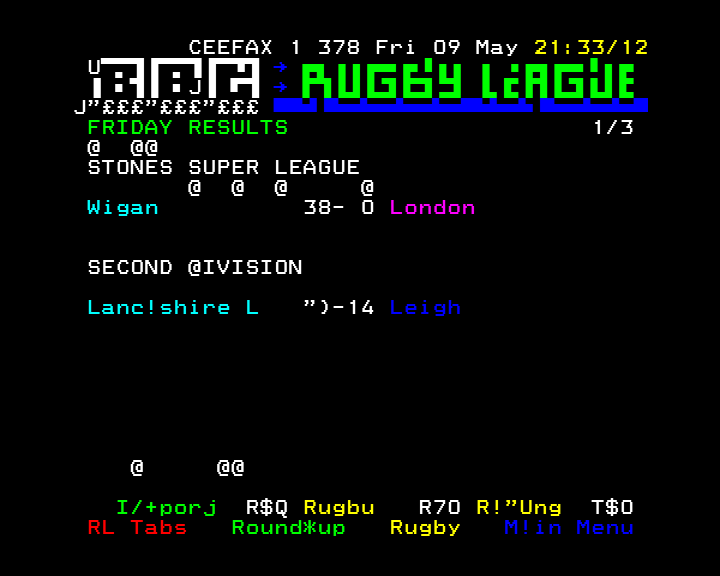 CEEFAX 1 378 Fri 09 May 21:33/12
BBC → RUGBY LEAGUE
J"£££"£££"£££
FRIDAY RESULTS 1/3
@ @@
STONES SUPER LEAGUE
@ @ @ @
Wigan 38- 0 London
SECOND @IVISION
Lanc!shire L ")-14 Leigh
@ @@
I/+porj R$Q Rugbu R70 R!"Ung T$0
RL Tabs Round*up Rugby M!in Menu